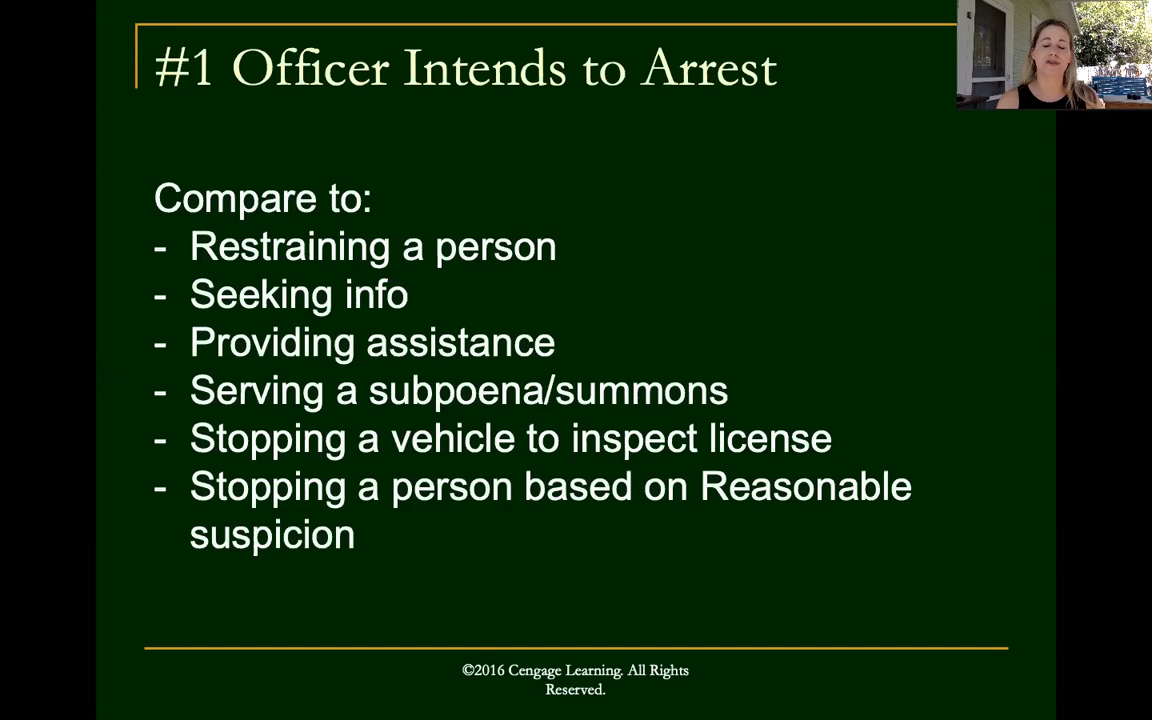 #1 Officer Intends to Arrest
Compare to:
- Restraining a person
- Seeking info
- Providing assistance
- Serving a subpoena/summons
- Stopping a vehicle to inspect license
- Stopping a person based on Reasonable
suspicion
©2016 Cengage Learning. All Rights
Reserved.